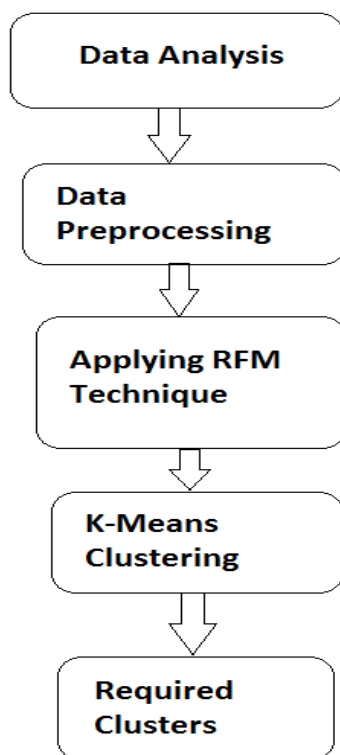 Data Analysis
Data
Preprocessing
Applying RFM
Technique
K-Means
Clustering
Required
Clusters